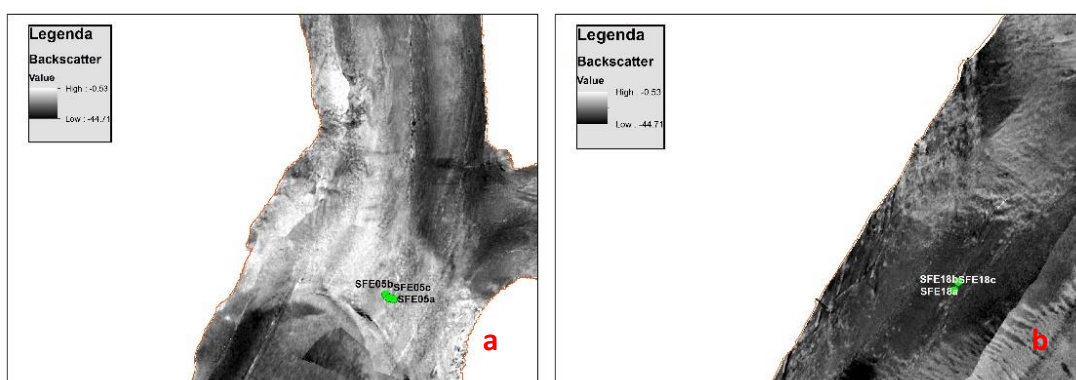 Legenda
Backscatter
Value
High : -0.53
Low : -44.71
SFE05b
SFE05c
SFE05a
a
Legenda
Backscatter
Value
High : -0.53
Low : -44.71
SFE18b
SFE18c
SFE18a
b